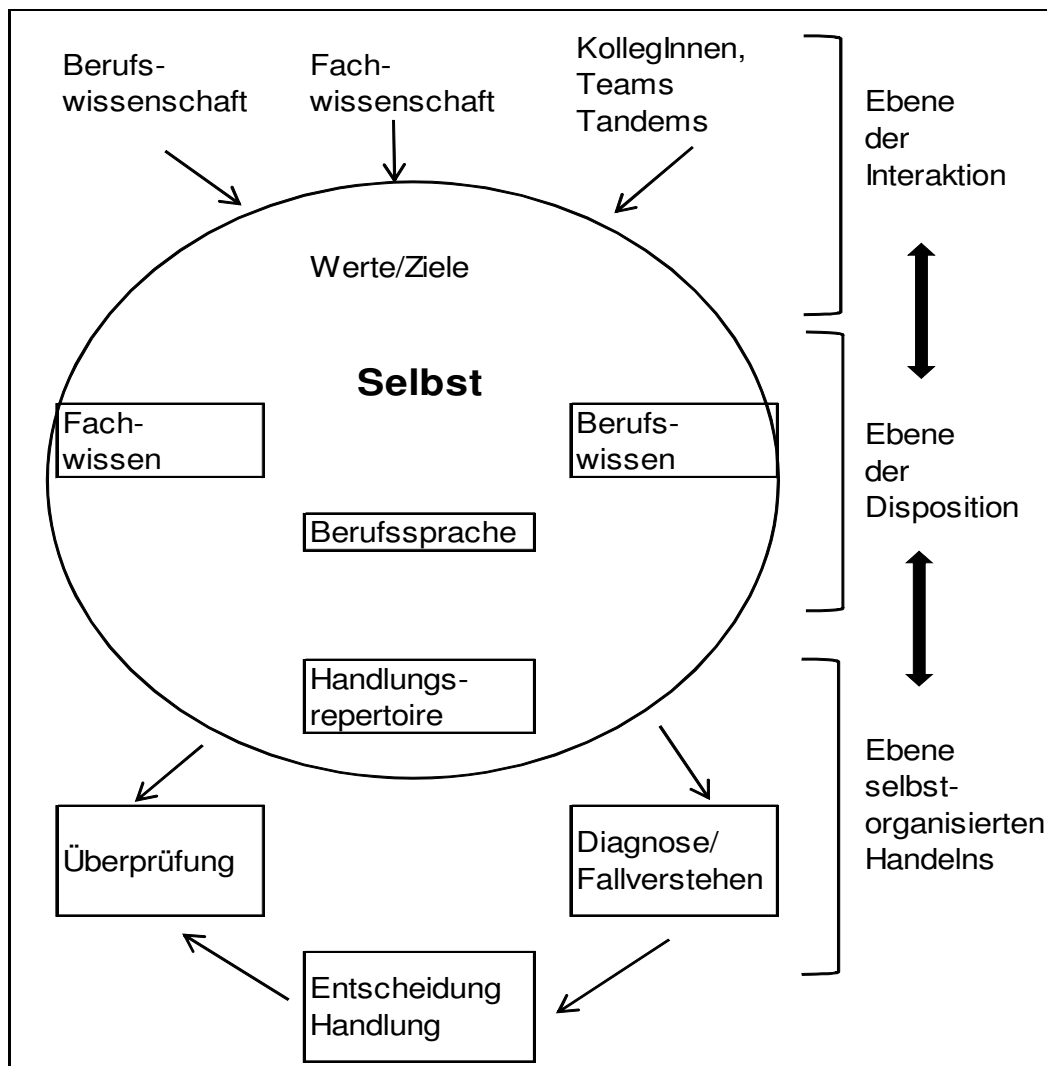 Berufs-
wissenschaft
Fach-
wissenschaft
KollegInnen,
Teams
Tandems
Ebene
der
Interaktion
Werte/Ziele
Selbst
Fach-
wissen
Berufs-
wissen
Ebene
der
Disposition
Berufssprache
Handlungs-
repertoire
Ebene
selbst-
organisierten
Handelns
Überprüfung
Diagnose/
Fallverstehen
Entscheidung
Handlung